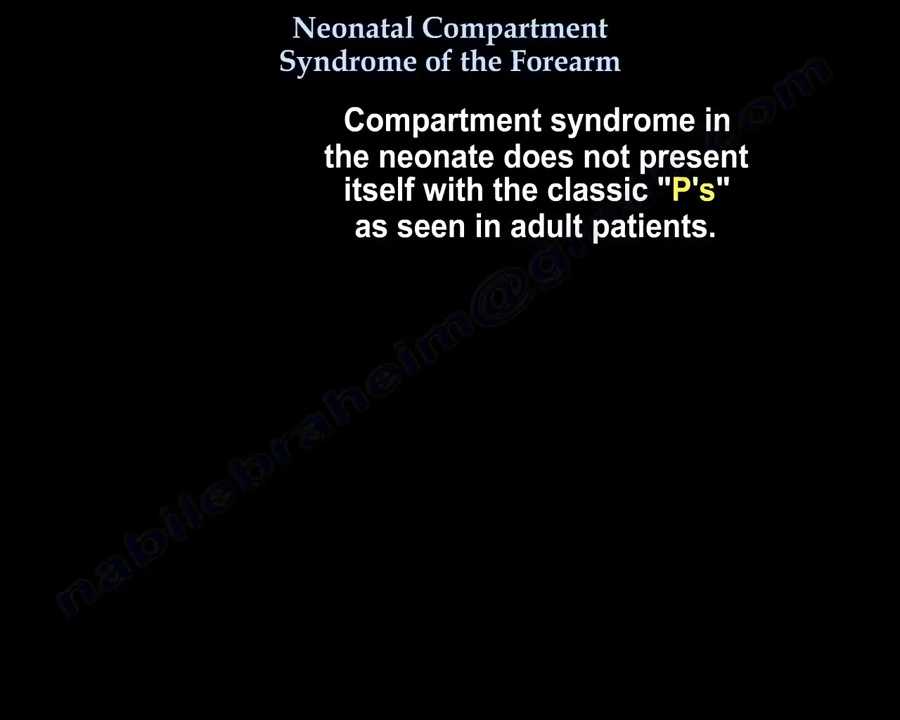 Neonatal Compartment
Syndrome of the Forearm
Compartment syndrome in
the neonate does not present
itself with the classic "P's"
as seen in adult patients.